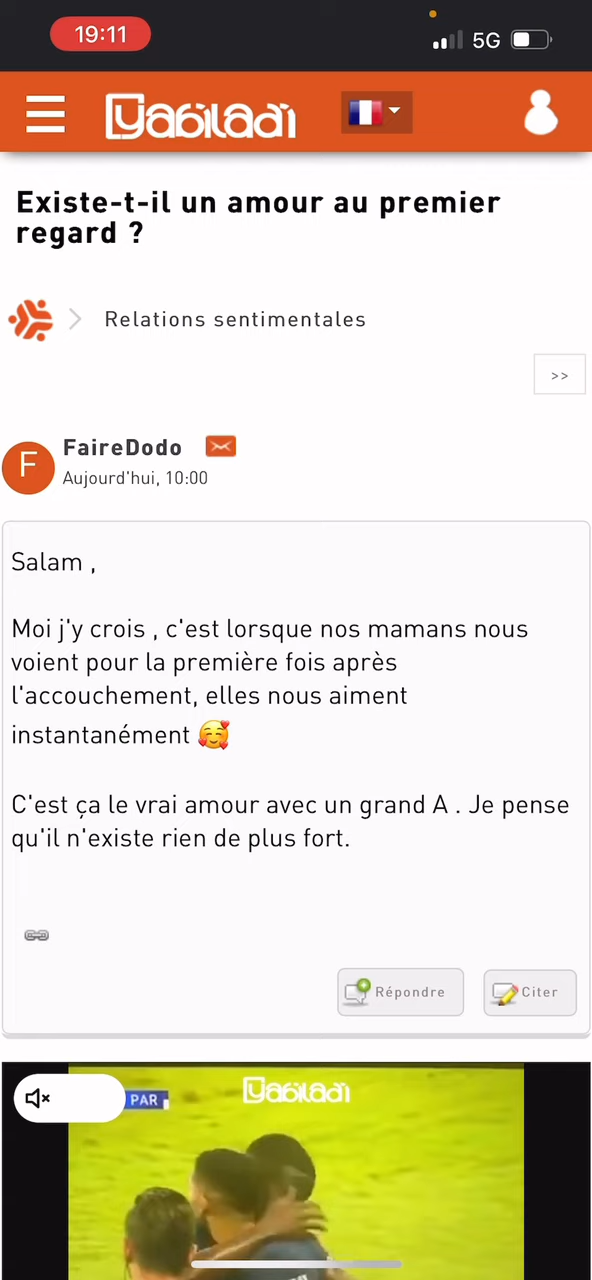 19:11
5G
Yabiladi
Existe-t-il un amour au premier
regard ?
Relations sentimentales
>>
F
FaireDodo
Aujourd'hui, 10:00
Salam ,
Moi j'y crois , c'est lorsque nos mamans nous
voient pour la première fois après
l'accouchement, elles nous aiment
instantanément 🥰
C'est ça le vrai amour avec un grand A . Je pense
qu'il n'existe rien de plus fort.
Répondre
Citer
Yabiladi
PAR